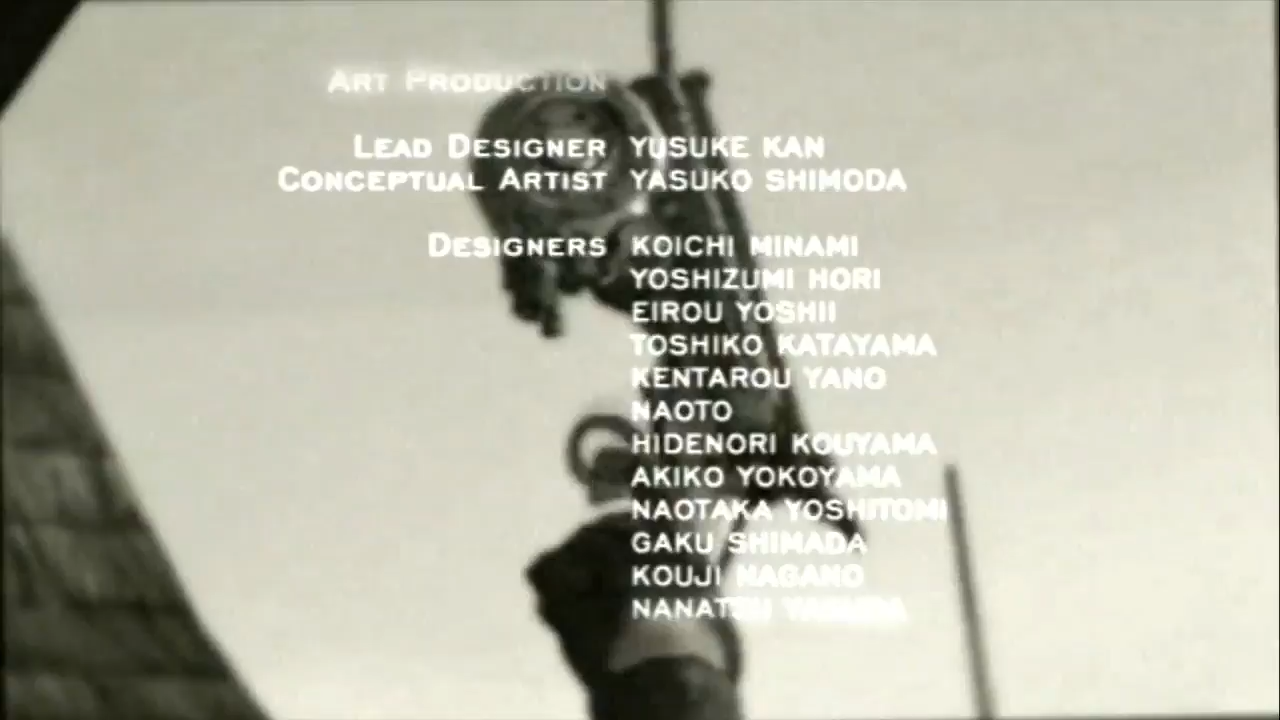 ART PRODUCTION
LEAD DESIGNER YUSUKE KAN
CONCEPTUAL ARTIST YASUKO SHIMODA
DESIGNERS KOICHI MINAMI
YOSHIZUMI HORI
EIROU YOSHII
TOSHIKO KATAYAMA
KENTAROU YANO
NAOTO
HIDENORI KOUYAMA
AKIKO YOKOYAMA
NAOTAKA YOSHITOMI
GAKU SHIMADA
KOUJI NAGANO